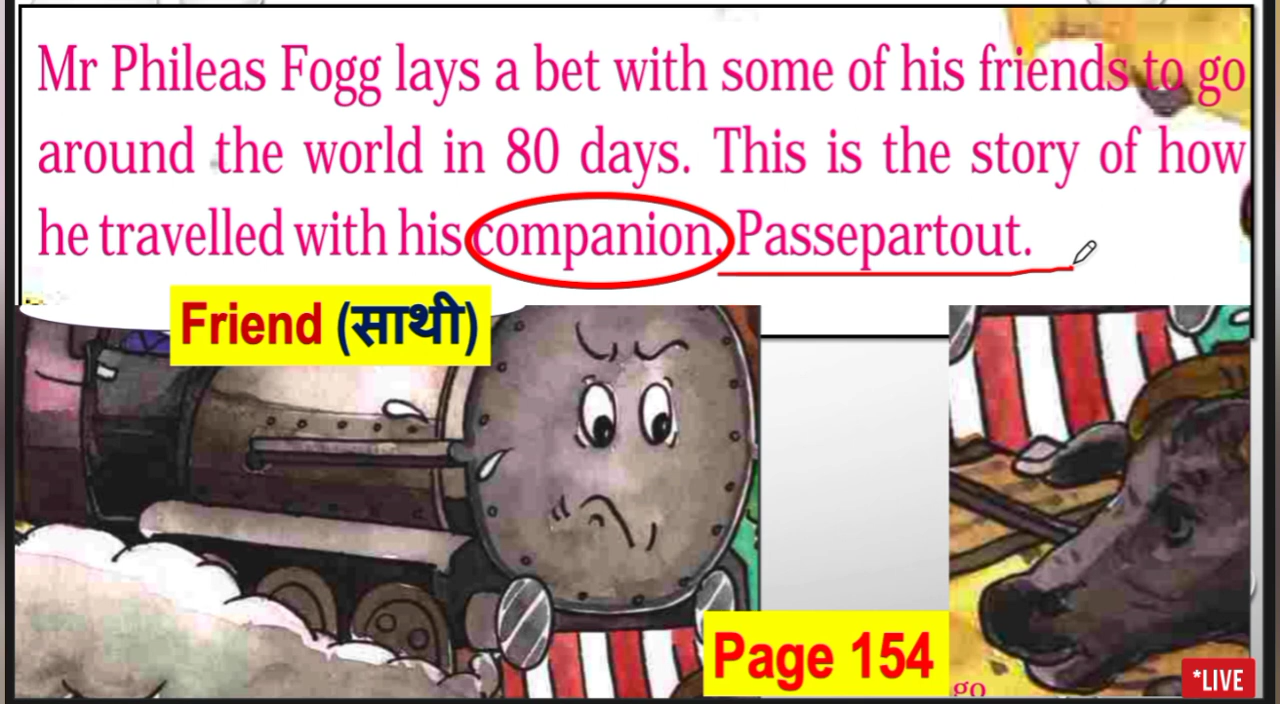 Mr Phileas Fogg lays a bet with some of his friends to go
around the world in 80 days. This is the story of how
he travelled with his companion, Passepartout.
Friend (साथी)
Page 154
go
*LIVE